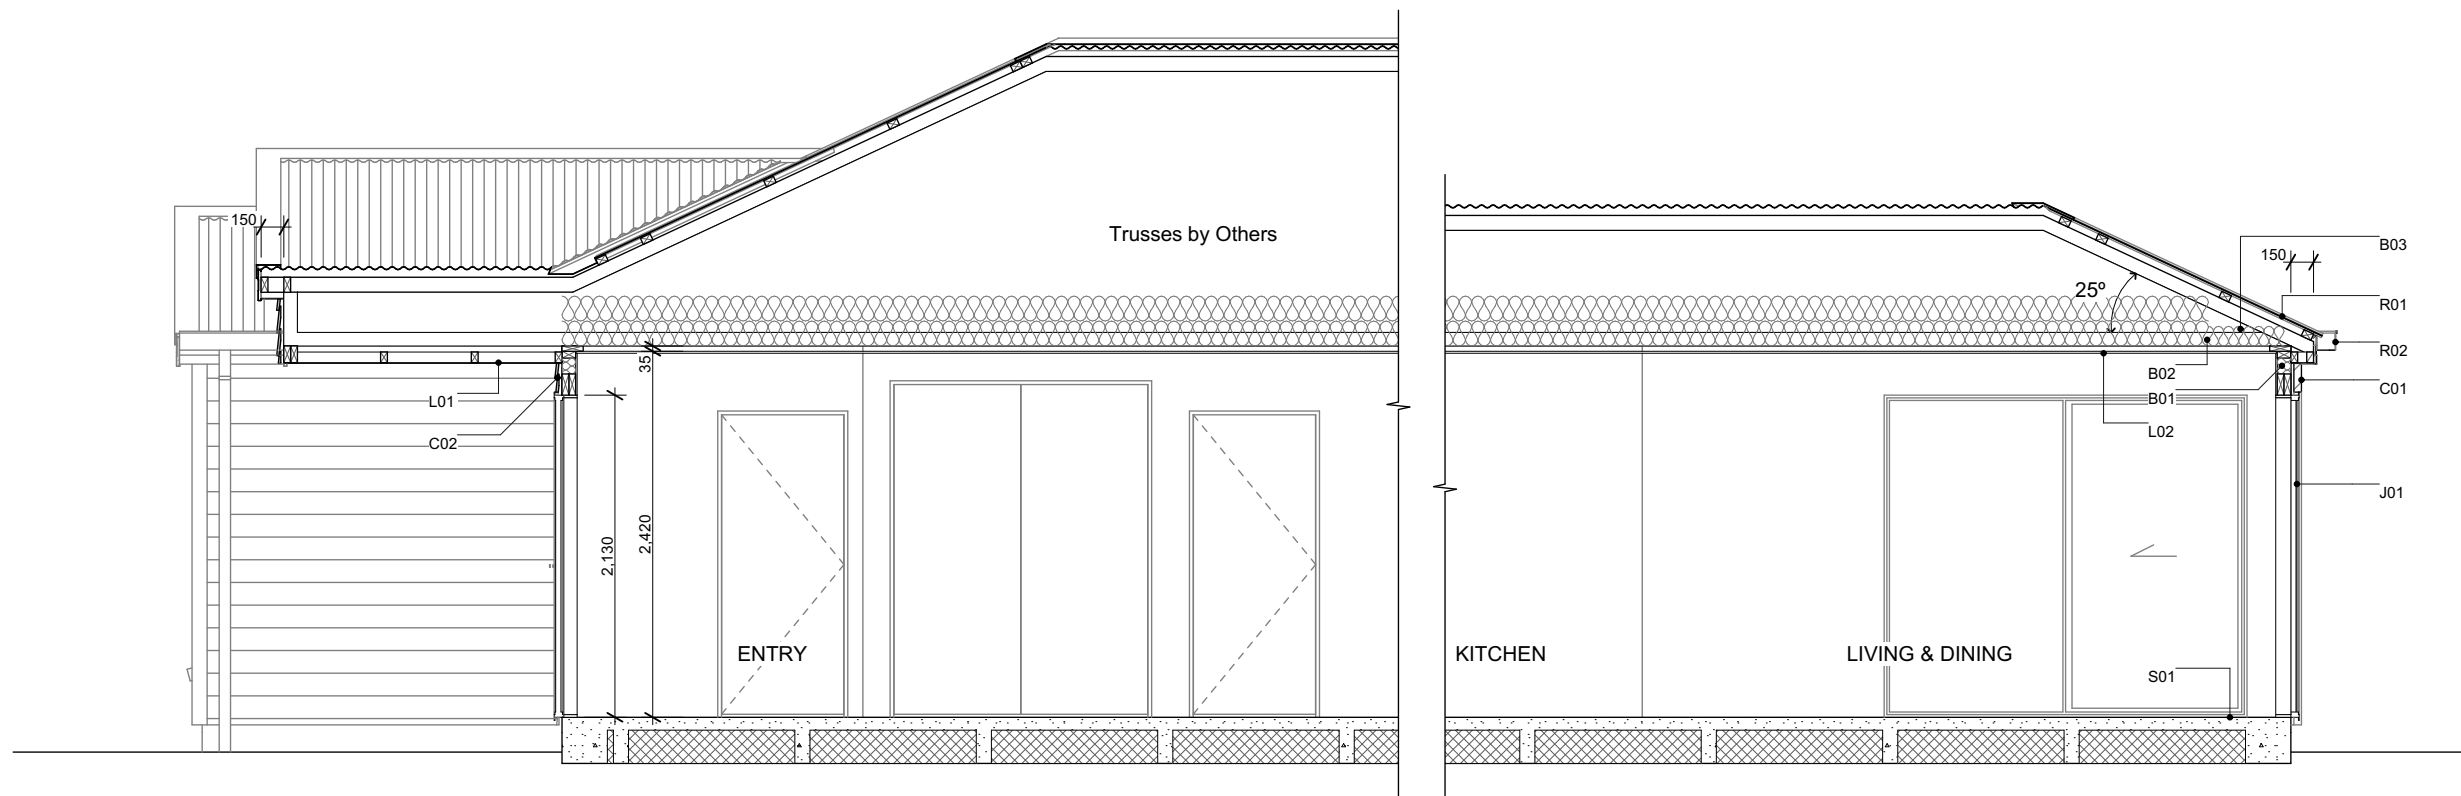 150
Trusses by Others
B03
150
25º
R01
R02
35
B02
L01
B01
C01
L02
C02
J01
2,420
2,130
ENTRY
KITCHEN
LIVING & DINING
S01